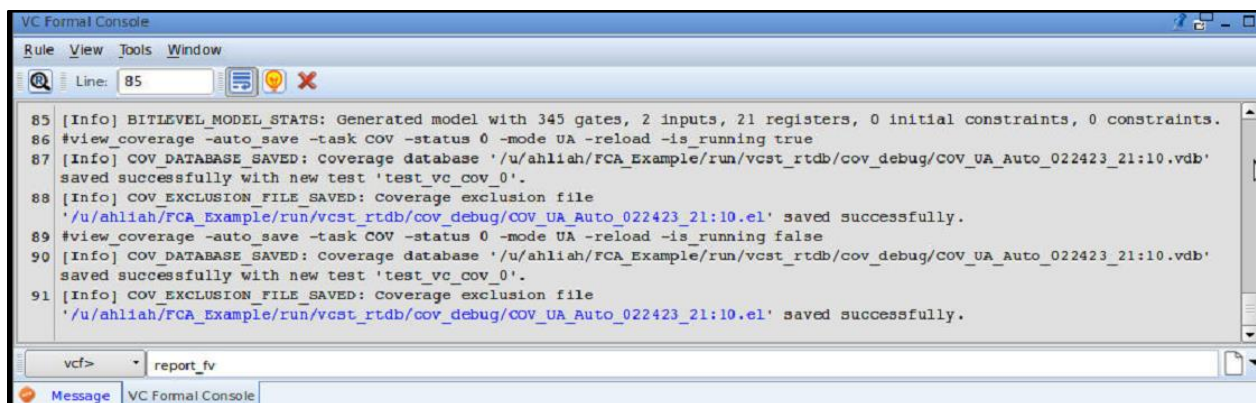 VC Formal Console
Rule View Tools Window
Line: 85
85 [Info] BITLEVEL_MODEL_STATS: Generated model with 345 gates, 2 inputs, 21 registers, 0 initial constraints, 0 constraints.
86 #view_coverage -auto_save -task COV -status 0 -mode UA -reload -is_running true
87 [Info] COV_DATABASE_SAVED: Coverage database '/u/ahliah/FCA_Example/run/vcst_rtdb/cov_debug/COV_UA_Auto_022423_21:10.vdb'
saved successfully with new test 'test_vc_cov_0'.
88 [Info] COV_EXCLUSION_FILE_SAVED: Coverage exclusion file
'/u/ahliah/FCA_Example/run/vcst_rtdb/cov_debug/COV_UA_Auto_022423_21:10.el' saved successfully.
89 #view_coverage -auto_save -task COV -status 0 -mode UA -reload -is_running false
90 [Info] COV_DATABASE_SAVED: Coverage database '/u/ahliah/FCA_Example/run/vcst_rtdb/cov_debug/COV_UA_Auto_022423_21:10.vdb'
saved successfully with new test 'test_vc_cov_0'.
91 [Info] COV_EXCLUSION_FILE_SAVED: Coverage exclusion file
'/u/ahliah/FCA_Example/run/vcst_rtdb/cov_debug/COV_UA_Auto_022423_21:10.el' saved successfully.
vcf> report_fv
Message VC Formal Console